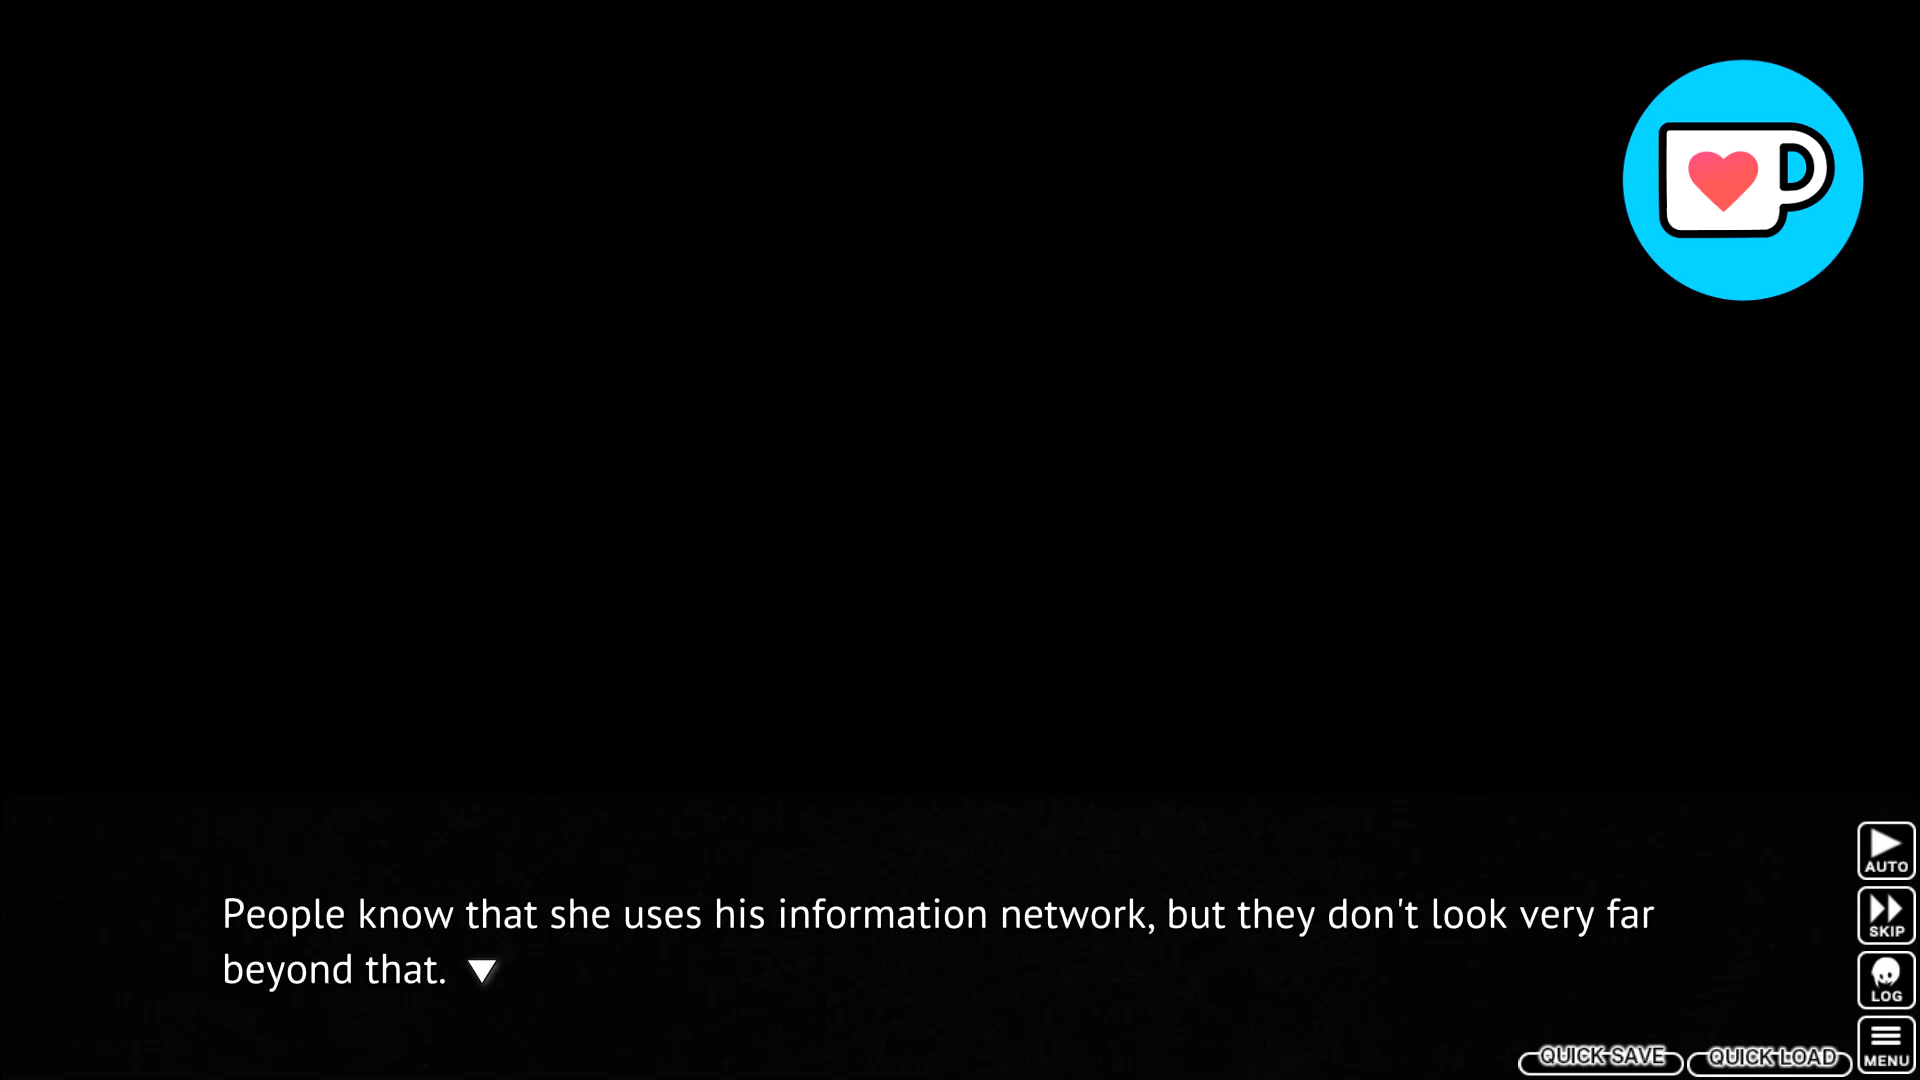 People know that she uses his information network, but they don't look very far
beyond that.
AUTO
SKIP
LOG
MENU
QUICK SAVE
QUICK LOAD